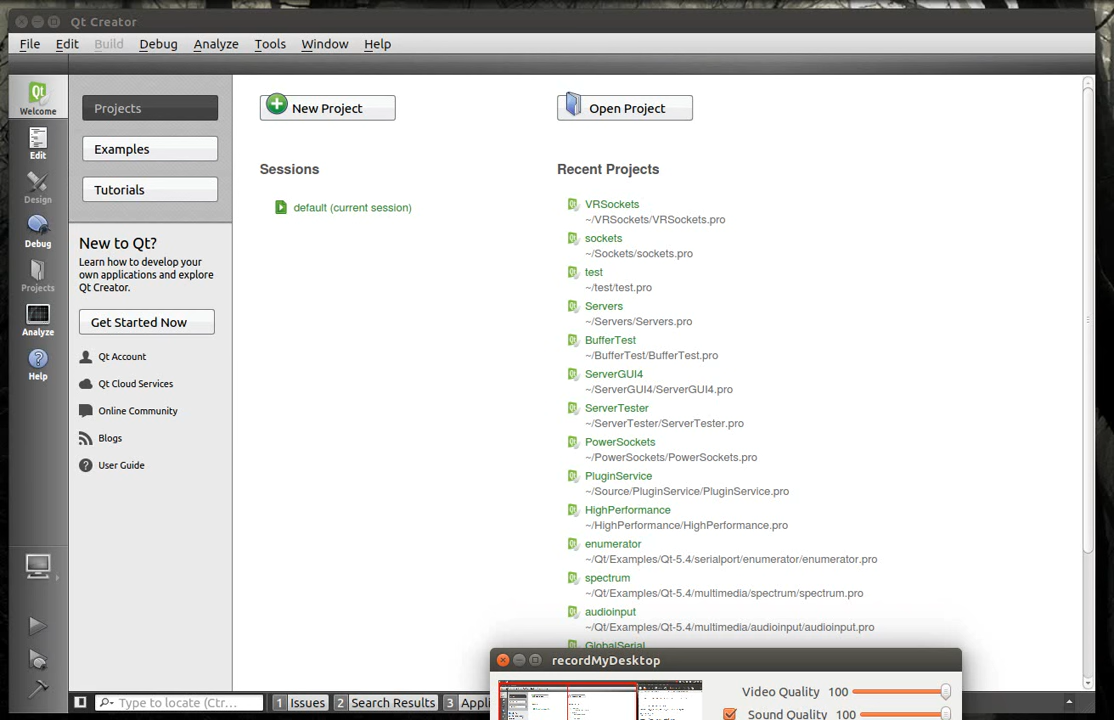 Qt Creator
File Edit Build Debug Analyze Tools Window Help
Qt
Welcome
Edit
Design
Debug
Projects
Analyze
Help
Projects
Examples
Tutorials
New to Qt?
Learn how to develop your
own applications and explore
Qt Creator.
Get Started Now
Qt Account
Qt Cloud Services
Online Community
Blogs
User Guide
New Project
Sessions
default (current session)
Open Project
Recent Projects
VRSockets
~/VRSockets/VRSockets.pro
sockets
~/Sockets/sockets.pro
test
~/test/test.pro
Servers
~/Servers/Servers.pro
BufferTest
~/BufferTest/BufferTest.pro
ServerGUI4
~/ServerGUI4/ServerGUI4.pro
ServerTester
~/ServerTester/ServerTester.pro
PowerSockets
~/PowerSockets/PowerSockets.pro
PluginService
~/Source/PluginService/PluginService.pro
HighPerformance
~/HighPerformance/HighPerformance.pro
enumerator
~/Qt/Examples/Qt-5.4/serialport/enumerator/enumerator.pro
spectrum
~/Qt/Examples/Qt-5.4/multimedia/spectrum/spectrum.pro
audioinput
~/Qt/Examples/Qt-5.4/multimedia/audioinput/audioinput.pro
GlobalSerial
recordMyDesktop
Video Quality 100
Sound Quality 100
Type to locate (Ctr... 1 Issues 2 Search Results 3 Appli